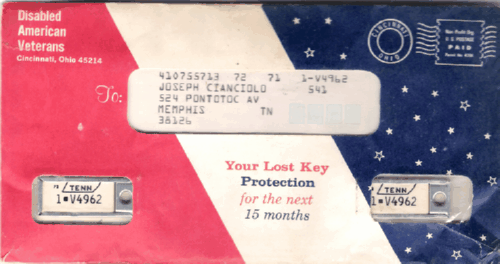 Disabled
American
Veterans
Cincinnati, Ohio 45214
CINCINNATI
OHIO
Non-Profit Org.
U.S. POSTAGE
PAID
To:
410755713 72 71 1-V4962
JOSEPH CIANCIOLO 541
524 PONTOTOC AV
MEMPHIS TN
38126
Your Lost Key
Protection
for the next
15 months
TENN
1■V4962
TENN
1■V4962